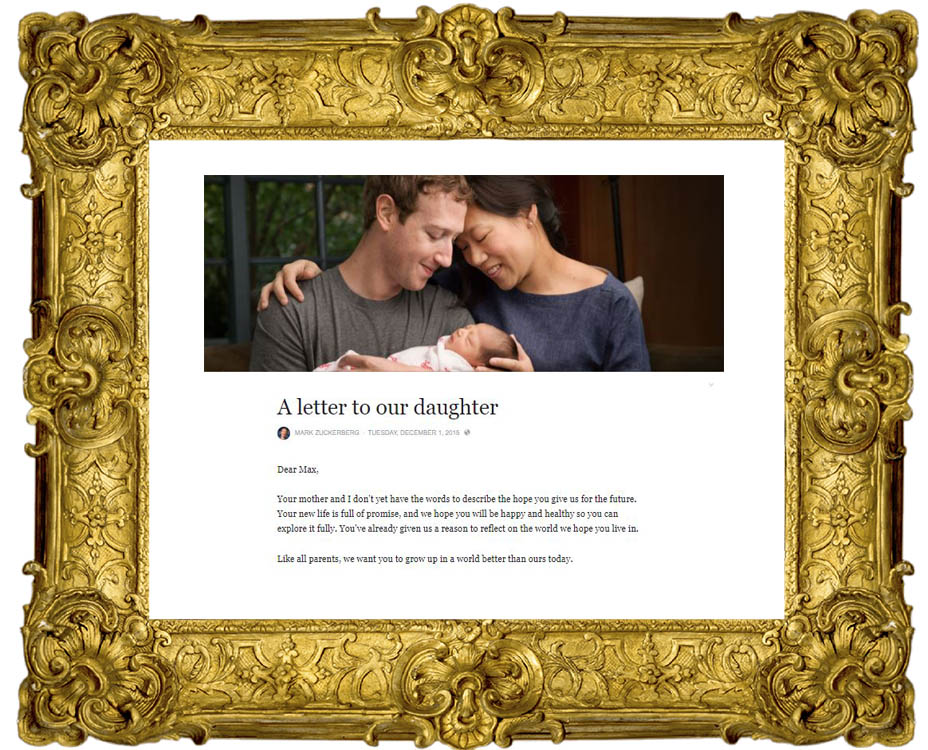 A letter to our daughter
MARK ZUCKERBERG · TUESDAY, DECEMBER 1, 2015
Dear Max,
Your mother and I don't yet have the words to describe the hope you give us for the future.
Your new life is full of promise, and we hope you will be happy and healthy so you can
explore it fully. You've already given us a reason to reflect on the world we hope you live in.
Like all parents, we want you to grow up in a world better than ours today.